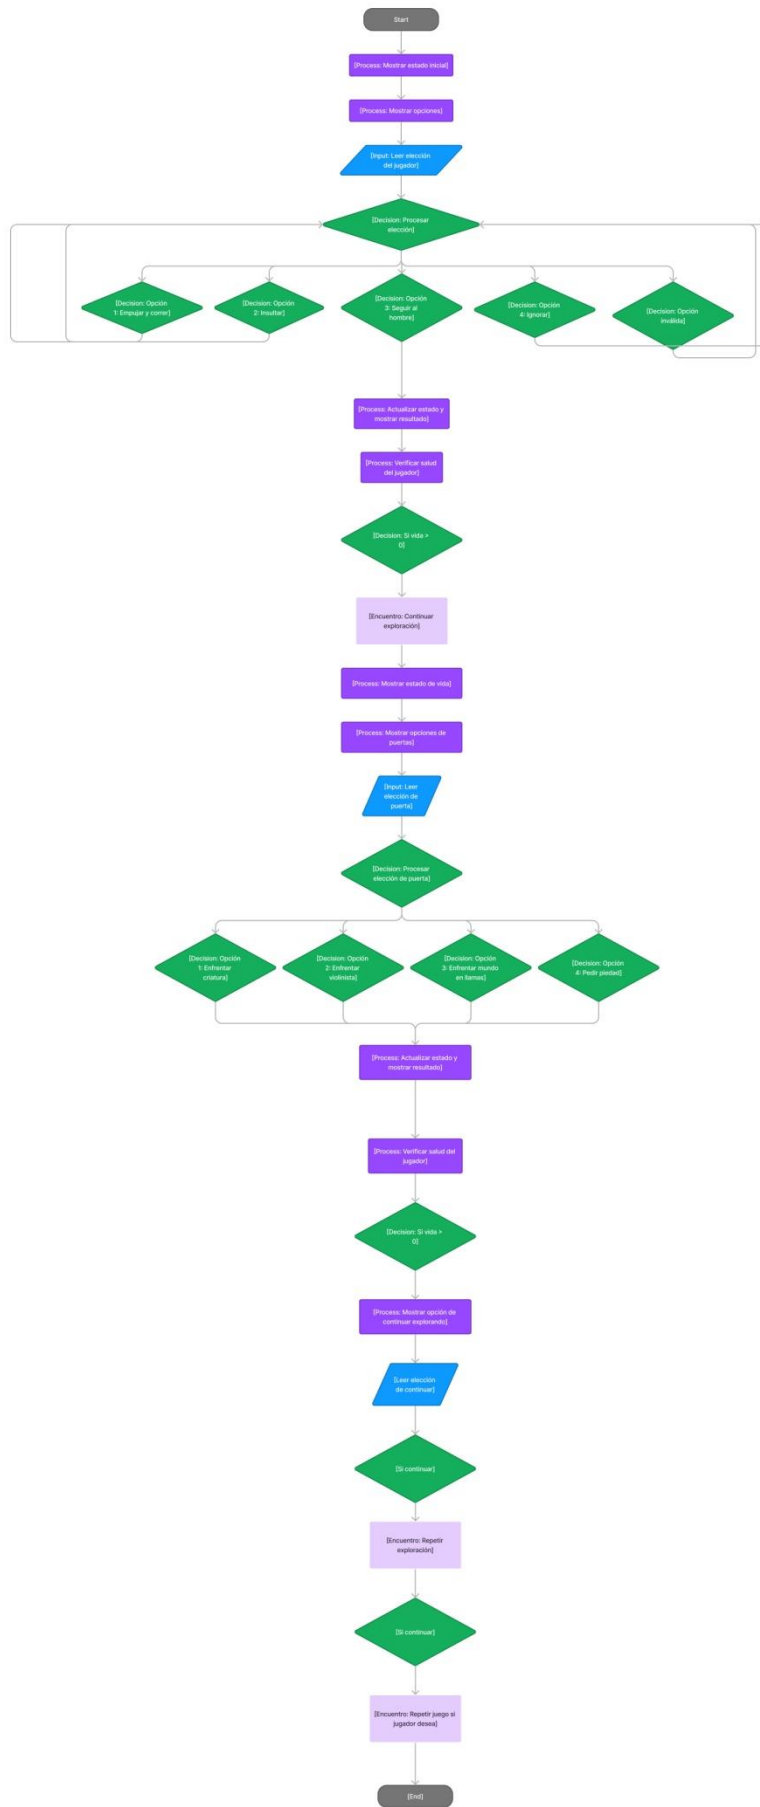 Start
[Process: Mostrar estado inicial]
[Process: Mostrar opciones]
[Input: Leer elección
del jugador]
[Decision: Procesar
elección]
[Decision: Opción
1: Empujar y correr]
[Decision: Opción
2: Insultar]
[Decision: Opción
3: Seguir al
hombre]
[Decision: Opción
4: Ignorar]
[Decision: Opción
inválida]
[Process: Actualizar estado y
mostrar resultado]
[Process: Verificar salud
del jugador]
[Decision: Si vida >
0]
[Encuentro: Continuar
exploración]
[Process: Mostrar estado de vida]
[Process: Mostrar opciones de
puertas]
[Input: Leer
elección de
puerta]
[Decision: Procesar
elección de puerta]
[Decision: Opción
1: Enfrentar
criatura]
[Decision: Opción
2: Enfrentar
violinista]
[Decision: Opción
3: Enfrentar mundo
en llamas]
[Decision: Opción
4: Pedir piedad]
[Process: Actualizar estado y
mostrar resultado]
[Process: Verificar salud del
jugador]
[Decision: Si vida >
0]
[Process: Mostrar opción de
continuar explorando]
[Leer elección
de continuar]
[Si continuar]
[Encuentro: Repetir
exploración]
[Si continuar]
[Encuentro: Repetir juego si
jugador desea]
[End]